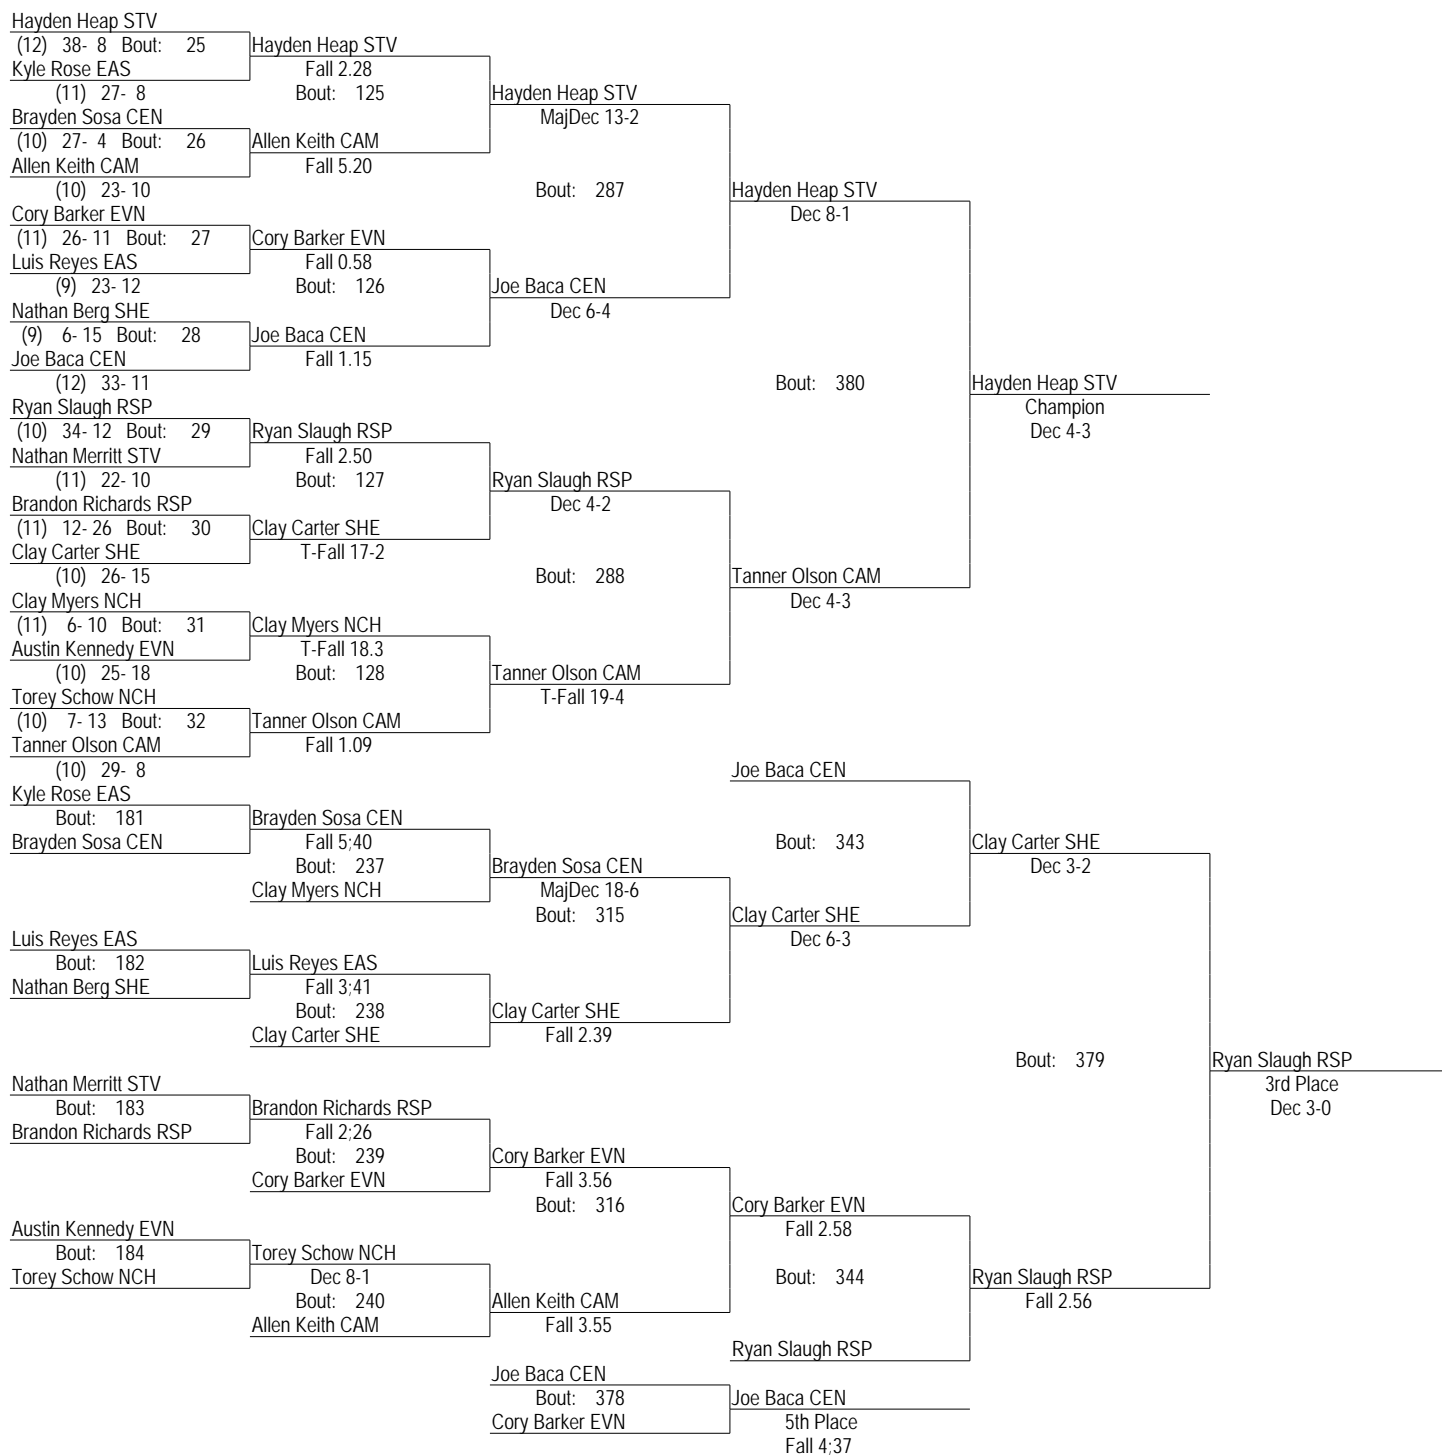 Hayden Heap STV
(12) 38- 8 Bout: 25 Hayden Heap STV
Kyle Rose EAS Fall 2.28
(11) 27- 8 Bout: 125 Hayden Heap STV
Brayden Sosa CEN MajDec 13-2
(10) 27- 4 Bout: 26 Allen Keith CAM
Allen Keith CAM Fall 5.20
(10) 23- 10 Bout: 287 Hayden Heap STV
Cory Barker EVN Dec 8-1
(11) 26- 11 Bout: 27 Cory Barker EVN
Luis Reyes EAS Fall 0.58
(9) 23- 12 Bout: 126 Joe Baca CEN
Nathan Berg SHE Dec 6-4
(9) 6- 15 Bout: 28 Joe Baca CEN
Joe Baca CEN Fall 1.15
(12) 33- 11 Bout: 380 Hayden Heap STV
Ryan Slaugh RSP Champion
(10) 34- 12 Bout: 29 Ryan Slaugh RSP Dec 4-3
Nathan Merritt STV Fall 2.50
(11) 22- 10 Bout: 127 Ryan Slaugh RSP
Brandon Richards RSP Dec 4-2
(11) 12- 26 Bout: 30 Clay Carter SHE
Clay Carter SHE T-Fall 17-2
(10) 26- 15 Bout: 288 Tanner Olson CAM
Clay Myers NCH Dec 4-3
(11) 6- 10 Bout: 31 Clay Myers NCH
Austin Kennedy EVN T-Fall 18.3
(10) 25- 18 Bout: 128 Tanner Olson CAM
Torey Schow NCH T-Fall 19-4
(10) 7- 13 Bout: 32 Tanner Olson CAM
Tanner Olson CAM Fall 1.09
(10) 29- 8 Joe Baca CEN
Kyle Rose EAS
Bout: 181 Brayden Sosa CEN
Brayden Sosa CEN Fall 5;40 Bout: 343 Clay Carter SHE
Bout: 237 Brayden Sosa CEN Dec 3-2
Clay Myers NCH MajDec 18-6
Bout: 315 Clay Carter SHE
Luis Reyes EAS Dec 6-3
Bout: 182 Luis Reyes EAS
Nathan Berg SHE Fall 3;41
Bout: 238 Clay Carter SHE
Clay Carter SHE Fall 2.39
Bout: 379 Ryan Slaugh RSP
Nathan Merritt STV 3rd Place
Bout: 183 Brandon Richards RSP Dec 3-0
Brandon Richards RSP Fall 2;26
Bout: 239 Cory Barker EVN
Cory Barker EVN Fall 3.56
Bout: 316 Cory Barker EVN
Austin Kennedy EVN Fall 2.58
Bout: 184 Torey Schow NCH
Torey Schow NCH Dec 8-1 Bout: 344 Ryan Slaugh RSP
Bout: 240 Allen Keith CAM Fall 2.56
Allen Keith CAM Fall 3.55
Ryan Slaugh RSP
Joe Baca CEN
Bout: 378 Joe Baca CEN
Cory Barker EVN 5th Place
Fall 4;37